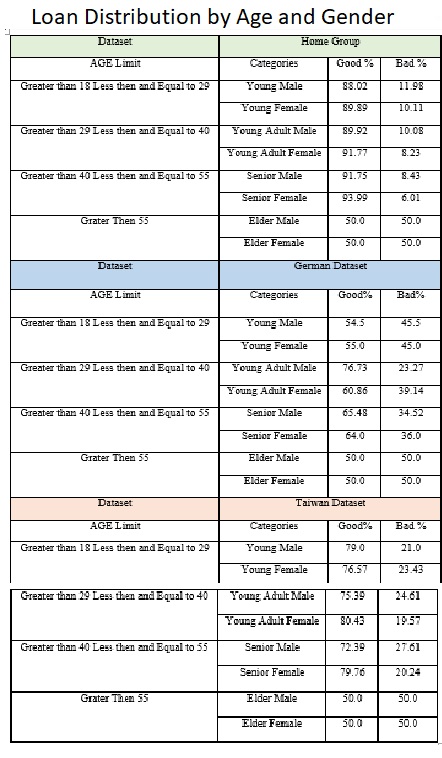 Loan Distribution by Age and Gender
Dataset Home Group
AGE Limit Categories Good % Bad %
Greater than 18 Less then and Equal to 29 Young Male 88.02 11.98
Young Female 89.89 10.11
Greater than 29 Less then and Equal to 40 Young Adult Male 89.92 10.08
Young Adult Female 91.77 8.23
Greater than 40 Less then and Equal to 55 Senior Male 91.75 8.43
Senior Female 93.99 6.01
Grater Then 55 Elder Male 50.0 50.0
Elder Female 50.0 50.0
Dataset German Dataset
AGE Limit Categories Good% Bad%
Greater than 18 Less then and Equal to 29 Young Male 54.5 45.5
Young Female 55.0 45.0
Greater than 29 Less then and Equal to 40 Young Adult Male 76.73 23.27
Young Adult Female 60.86 39.14
Greater than 40 Less then and Equal to 55 Senior Male 65.48 34.52
Senior Female 64.0 36.0
Grater Then 55 Elder Male 50.0 50.0
Elder Female 50.0 50.0
Dataset Taiwan Dataset
AGE Limit Categories Good% Bad %
Greater than 18 Less then and Equal to 29 Young Male 79.0 21.0
Young Female 76.57 23.43
Greater than 29 Less then and Equal to 40 Young Adult Male 75.39 24.61
Young Adult Female 80.43 19.57
Greater than 40 Less then and Equal to 55 Senior Male 72.39 27.61
Senior Female 79.76 20.24
Grater Then 55 Elder Male 50.0 50.0
Elder Female 50.0 50.0